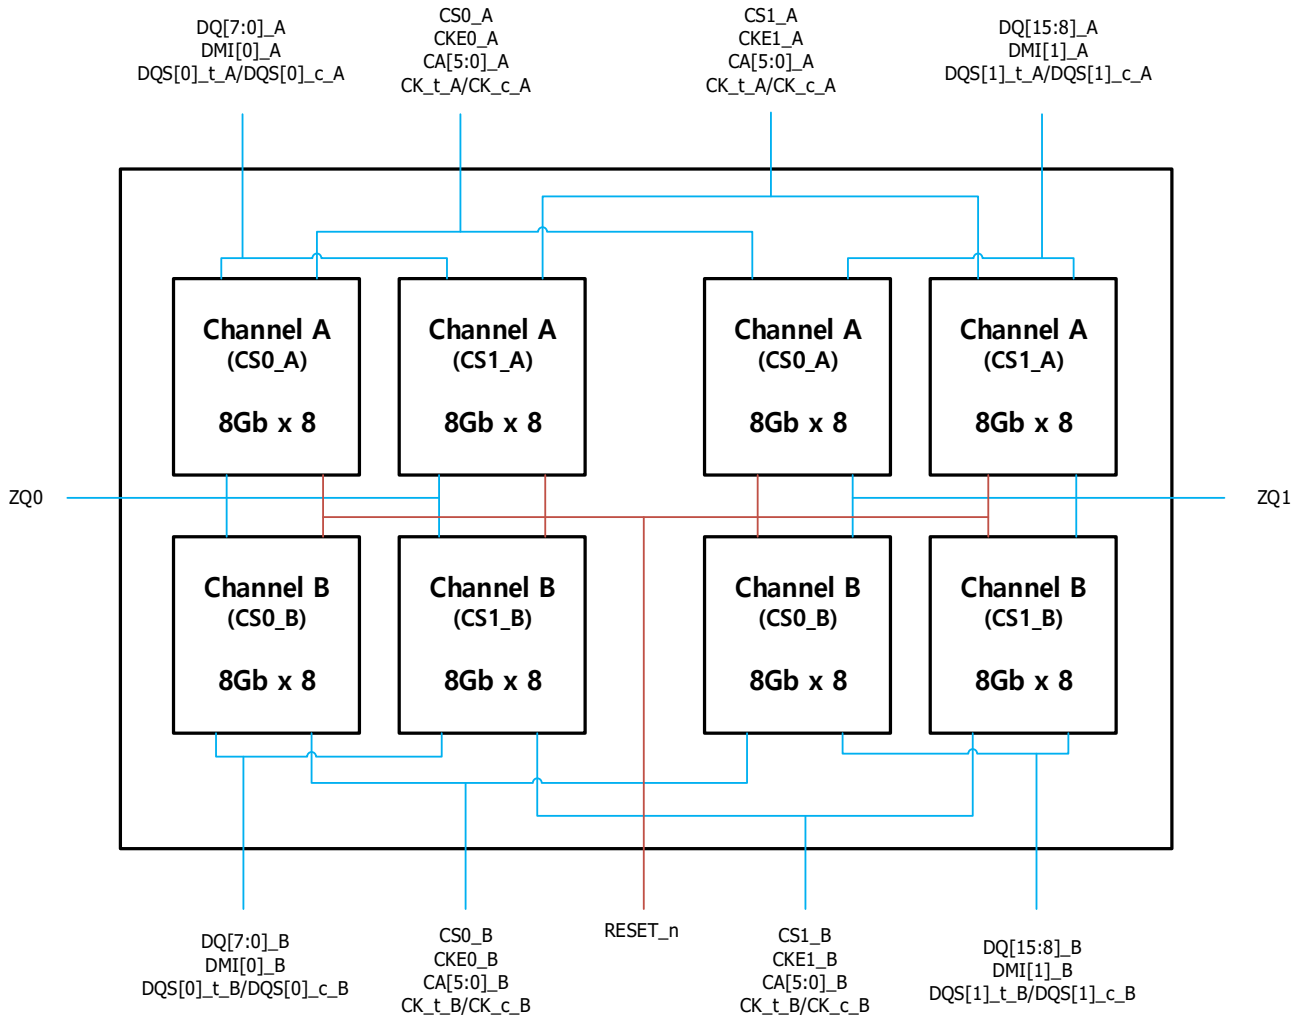 DQ[7:0]_A
DMI[0]_A
DQS[0]_t_A/DQS[0]_c_A
CS0_A
CKE0_A
CA[5:0]_A
CK_t_A/CK_c_A
CS1_A
CKE1_A
CA[5:0]_A
CK_t_A/CK_c_A
DQ[15:8]_A
DMI[1]_A
DQS[1]_t_A/DQS[1]_c_A
Channel A
(CS0_A)
8Gb x 8
Channel A
(CS1_A)
8Gb x 8
Channel A
(CS0_A)
8Gb x 8
Channel A
(CS1_A)
8Gb x 8
ZQ0
ZQ1
Channel B
(CS0_B)
8Gb x 8
Channel B
(CS1_B)
8Gb x 8
Channel B
(CS0_B)
8Gb x 8
Channel B
(CS1_B)
8Gb x 8
DQ[7:0]_B
DMI[0]_B
DQS[0]_t_B/DQS[0]_c_B
CS0_B
CKE0_B
CA[5:0]_B
CK_t_B/CK_c_B
RESET_n
CS1_B
CKE1_B
CA[5:0]_B
CK_t_B/CK_c_B
DQ[15:8]_B
DMI[1]_B
DQS[1]_t_B/DQS[1]_c_B